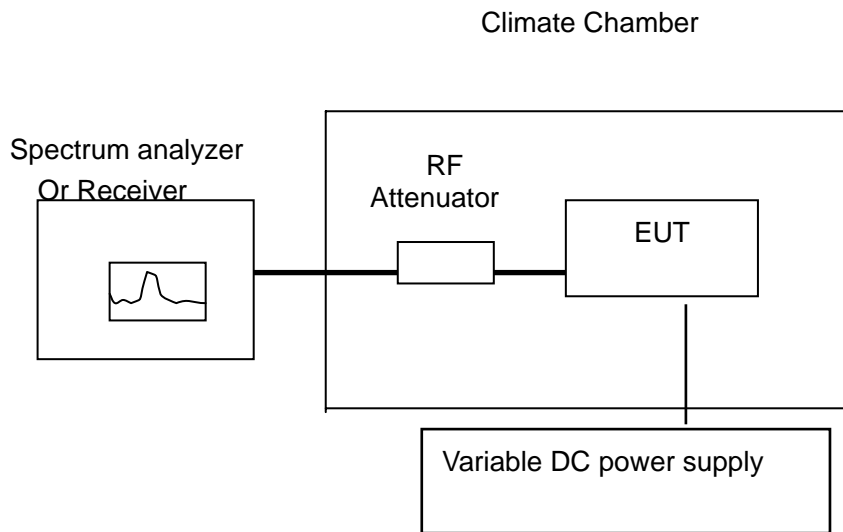 Climate Chamber
Spectrum analyzer
Or Receiver
RF
Attenuator
EUT
Variable DC power supply